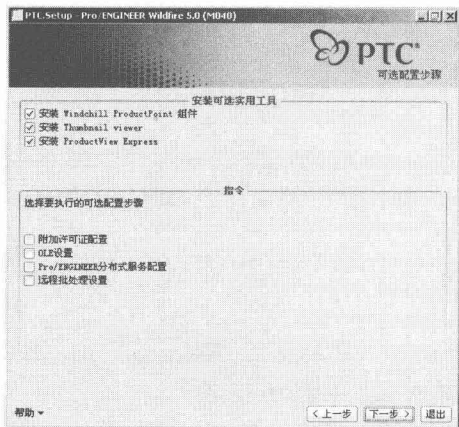 PTC.Setup - Pro/ENGINEER Wildfire 5.0 (M040)
PTC®
可选配置步骤
安装可选实用工具
安装 Windchill ProductPoint 组件
安装 Thumbnail viewer
安装 ProductView Express
指令
选择要执行的可选配置步骤
附加许可证配置
OLE设置
Pro/ENGINEER分布式服务配置
远程批处理设置
帮助
< 上一步
下一步 >
退出